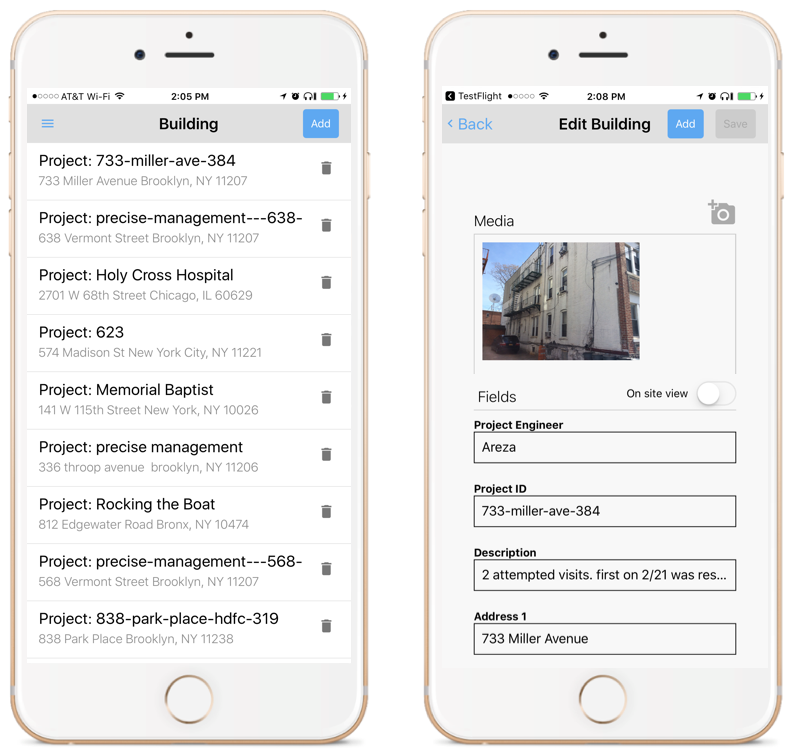 AT&T Wi-Fi 2:05 PM
Building Add
Project: 733-miller-ave-384
733 Miller Avenue Brooklyn, NY 11207
Project: precise-management---638-
638 Vermont Street Brooklyn, NY 11207
Project: Holy Cross Hospital
2701 W 68th Street Chicago, IL 60629
Project: 623
574 Madison St New York City, NY 11221
Project: Memorial Baptist
141 W 115th Street New York, NY 10026
Project: precise management
336 throop avenue  brooklyn, NY 11206
Project: Rocking the Boat
812 Edgewater Road Bronx, NY 10474
Project: precise-management---568-
568 Vermont Street Brooklyn, NY 11207
Project: 838-park-place-hdfc-319
838 Park Place Brooklyn, NY 11238
TestFlight 2:08 PM
Back Edit Building Add Save
Media
Fields On site view
Project Engineer
Areza
Project ID
733-miller-ave-384
Description
2 attempted visits. first on 2/21 was res...
Address 1
733 Miller Avenue